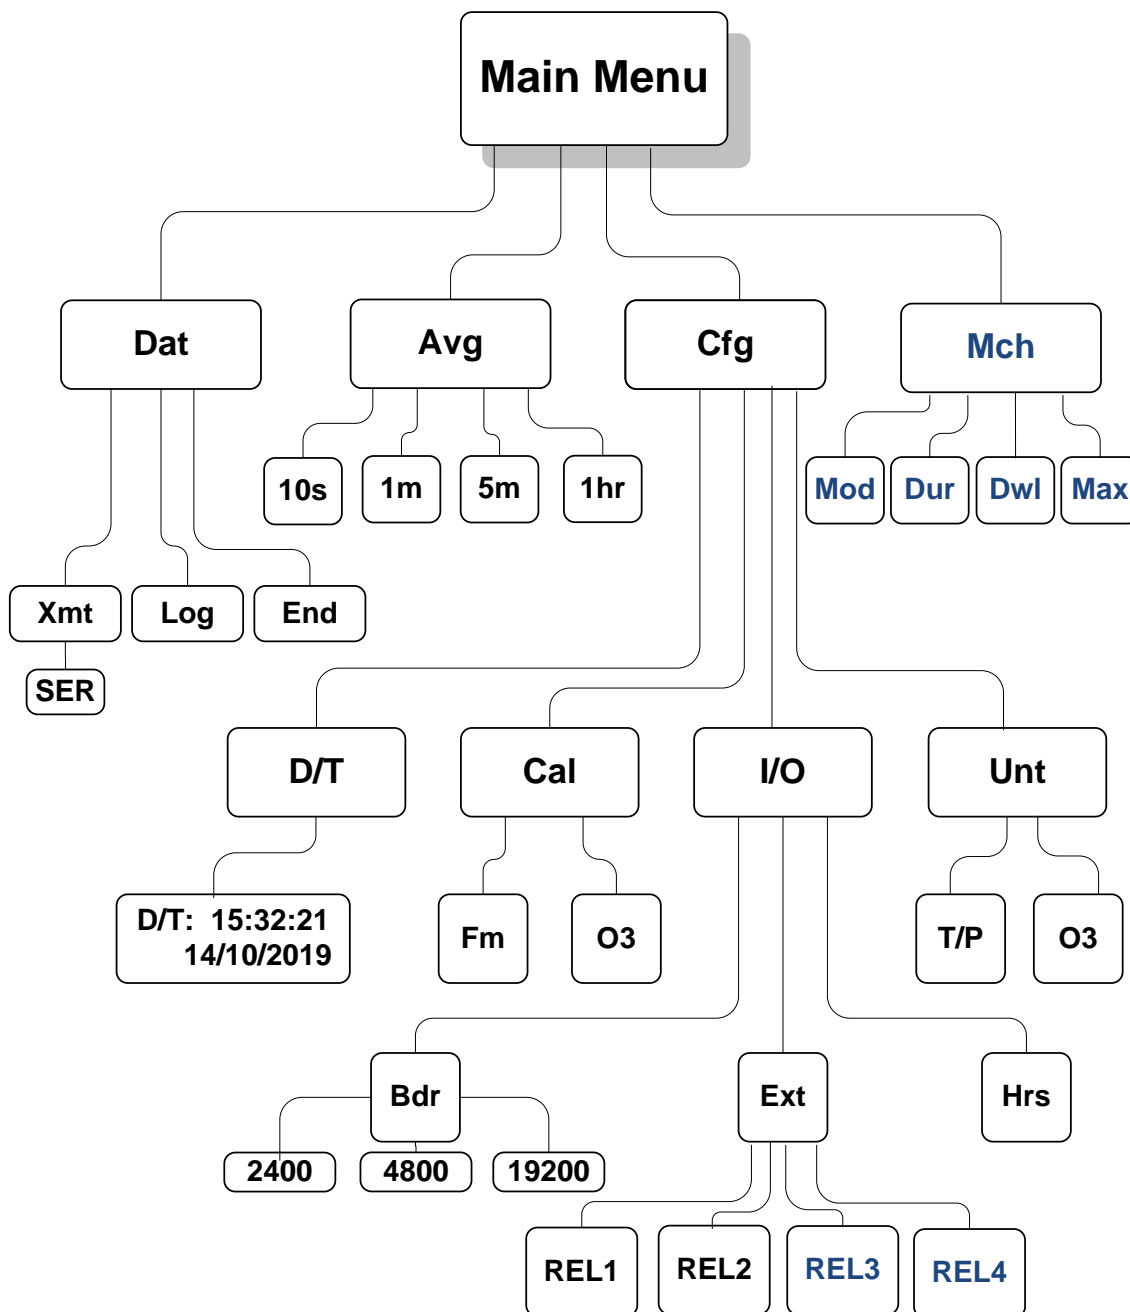 Main Menu
Dat
Avg
Cfg
Mch
10s
1m
5m
1hr
Mod
Dur
Dwl
Max
Xmt
Log
End
SER
D/T
Cal
I/O
Unt
D/T: 15:32:21
14/10/2019
Fm
O3
T/P
O3
Bdr
Ext
Hrs
2400
4800
19200
REL1
REL2
REL3
REL4